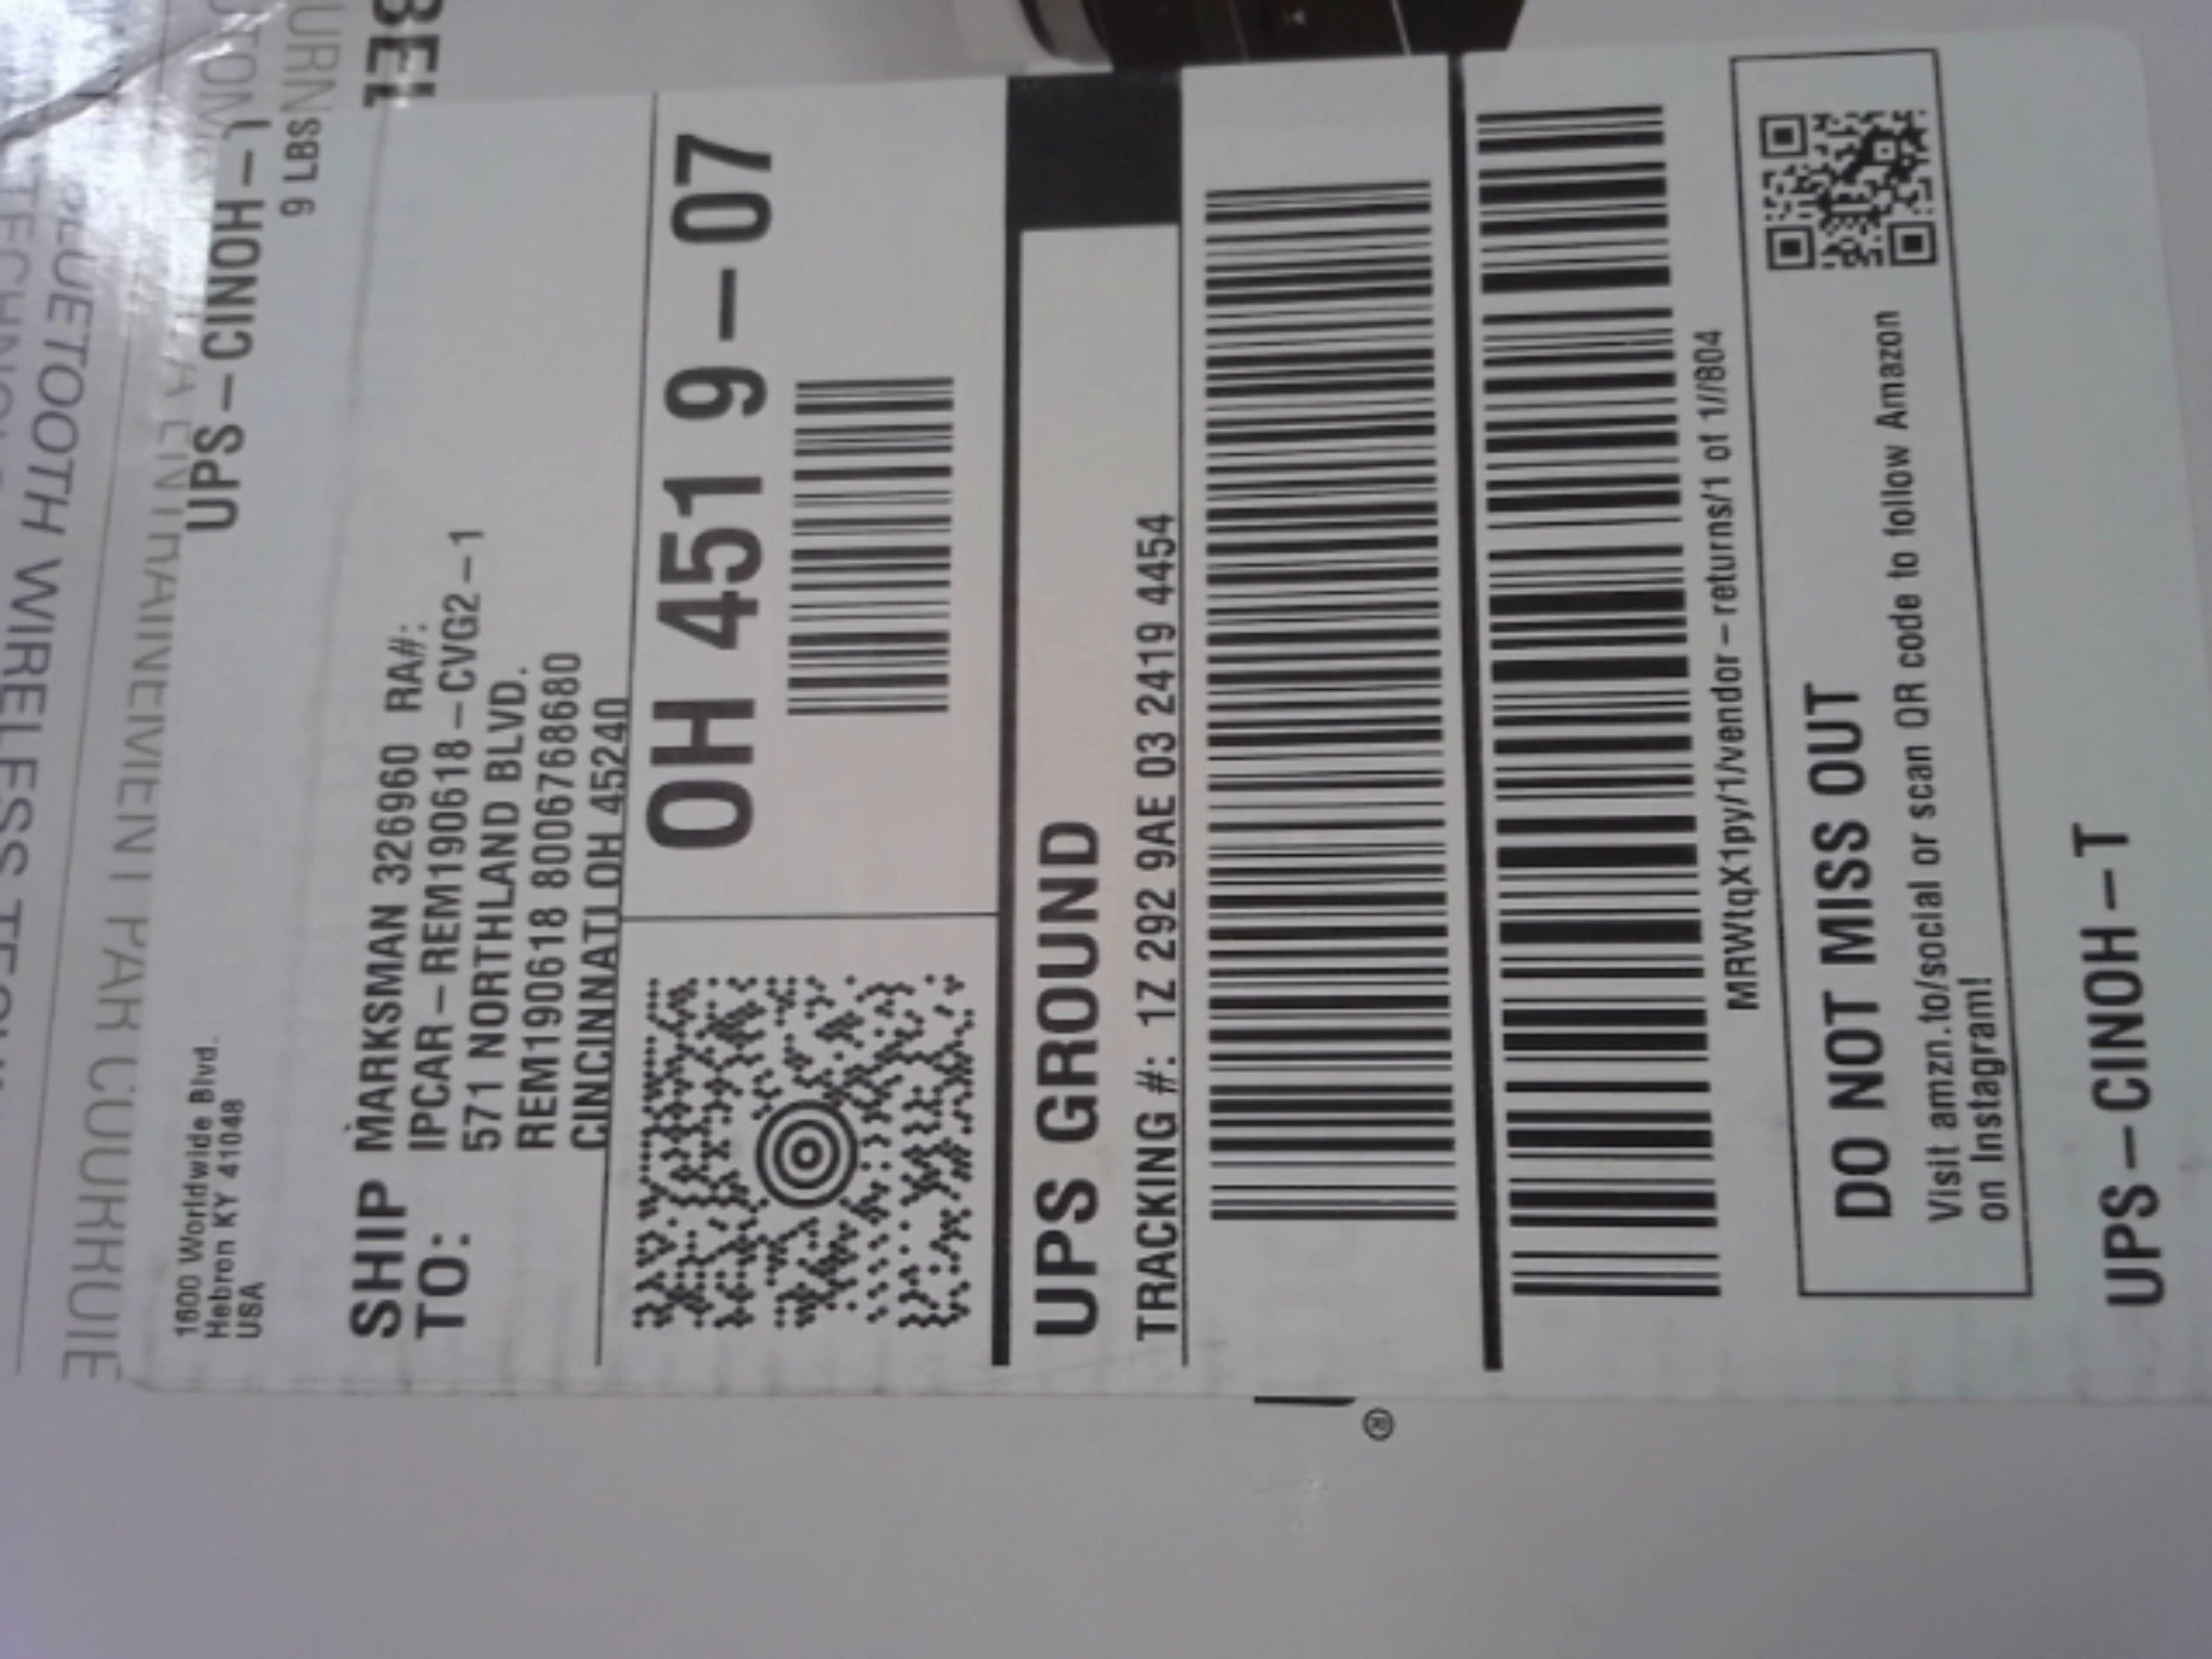 1600 Worldwide Blvd.
Hebron KY 41048
USA
UPS-CINOH-
9 LBS
SHIP TO:
MARKSMAN 326960 RA#:
IPCAR-REM190618-CVG2-1
571 NORTHLAND BLVD.
REM190618 8006768680
CINCINNATI OH 45240
OH 451 9-07
UPS GROUND
TRACKING #: 1Z 292 9AE 03 2419 4454
MRWtqX1py/1/vendor-returns/1 of 1//804
DO NOT MISS OUT
Visit amzn.to/social or scan QR code to follow Amazon
on Instagram!
UPS-CINOH-T
BLUETOOTH WIRELESS
PAR COURROIE
®